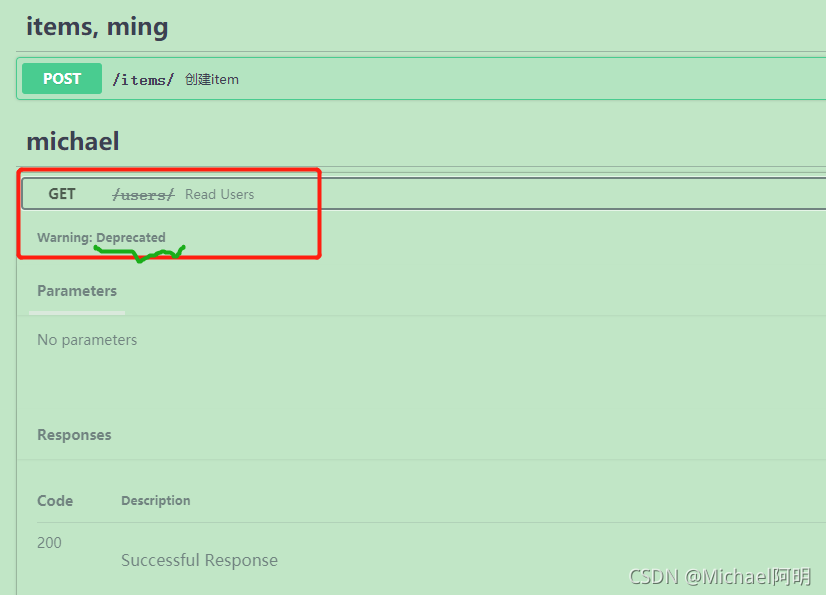 items, ming
POST /items/ 创建item
michael
GET /users/ Read Users
Warning: Deprecated
Parameters
No parameters
Responses
Code Description
200
Successful Response
CSDN @Michael阿明